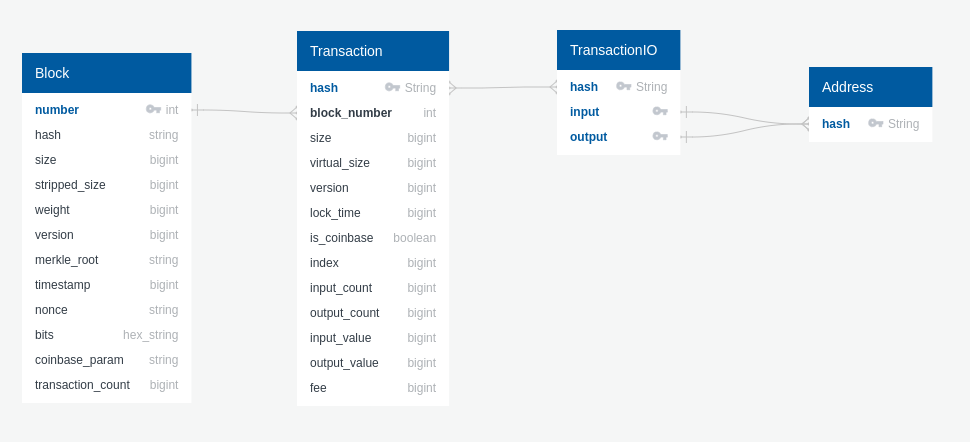 Block
number int
hash string
size bigint
stripped_size bigint
weight bigint
version bigint
merkle_root string
timestamp bigint
nonce string
bits hex_string
coinbase_param string
transaction_count bigint
Transaction
hash String
block_number int
size bigint
virtual_size bigint
version bigint
lock_time bigint
is_coinbase boolean
index bigint
input_count bigint
output_count bigint
input_value bigint
output_value bigint
fee bigint
TransactionIO
hash String
input
output
Address
hash String